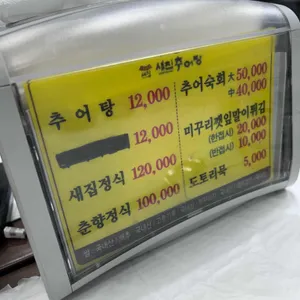 새집추어탕
추어탕 12,000
12,000
새집정식 120,000
춘향정식 100,000
추어숙회 大 50,000
中 40,000
미꾸리깻잎말이튀김
(한접시) 20,000
(반접시) 10,000
도토리묵 5,000